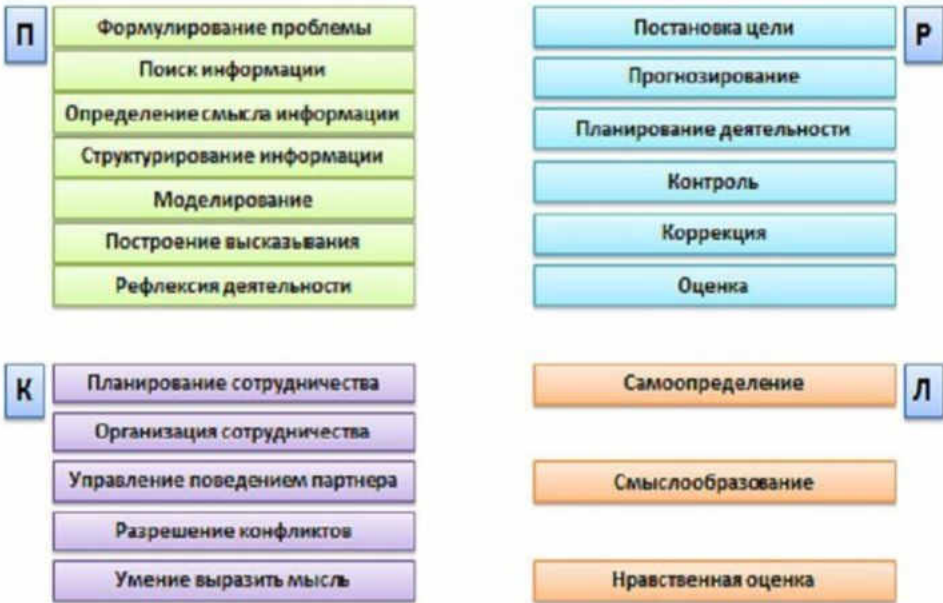 П
Формулирование проблемы
Поиск информации
Определение смысла информации
Структурирование информации
Моделирование
Построение высказывания
Рефлексия деятельности
Р
Постановка цели
Прогнозирование
Планирование деятельности
Контроль
Коррекция
Оценка
К
Планирование сотрудничества
Организация сотрудничества
Управление поведением партнера
Разрешение конфликтов
Умение выразить мысль
Л
Самоопределение
Смыслообразование
Нравственная оценка